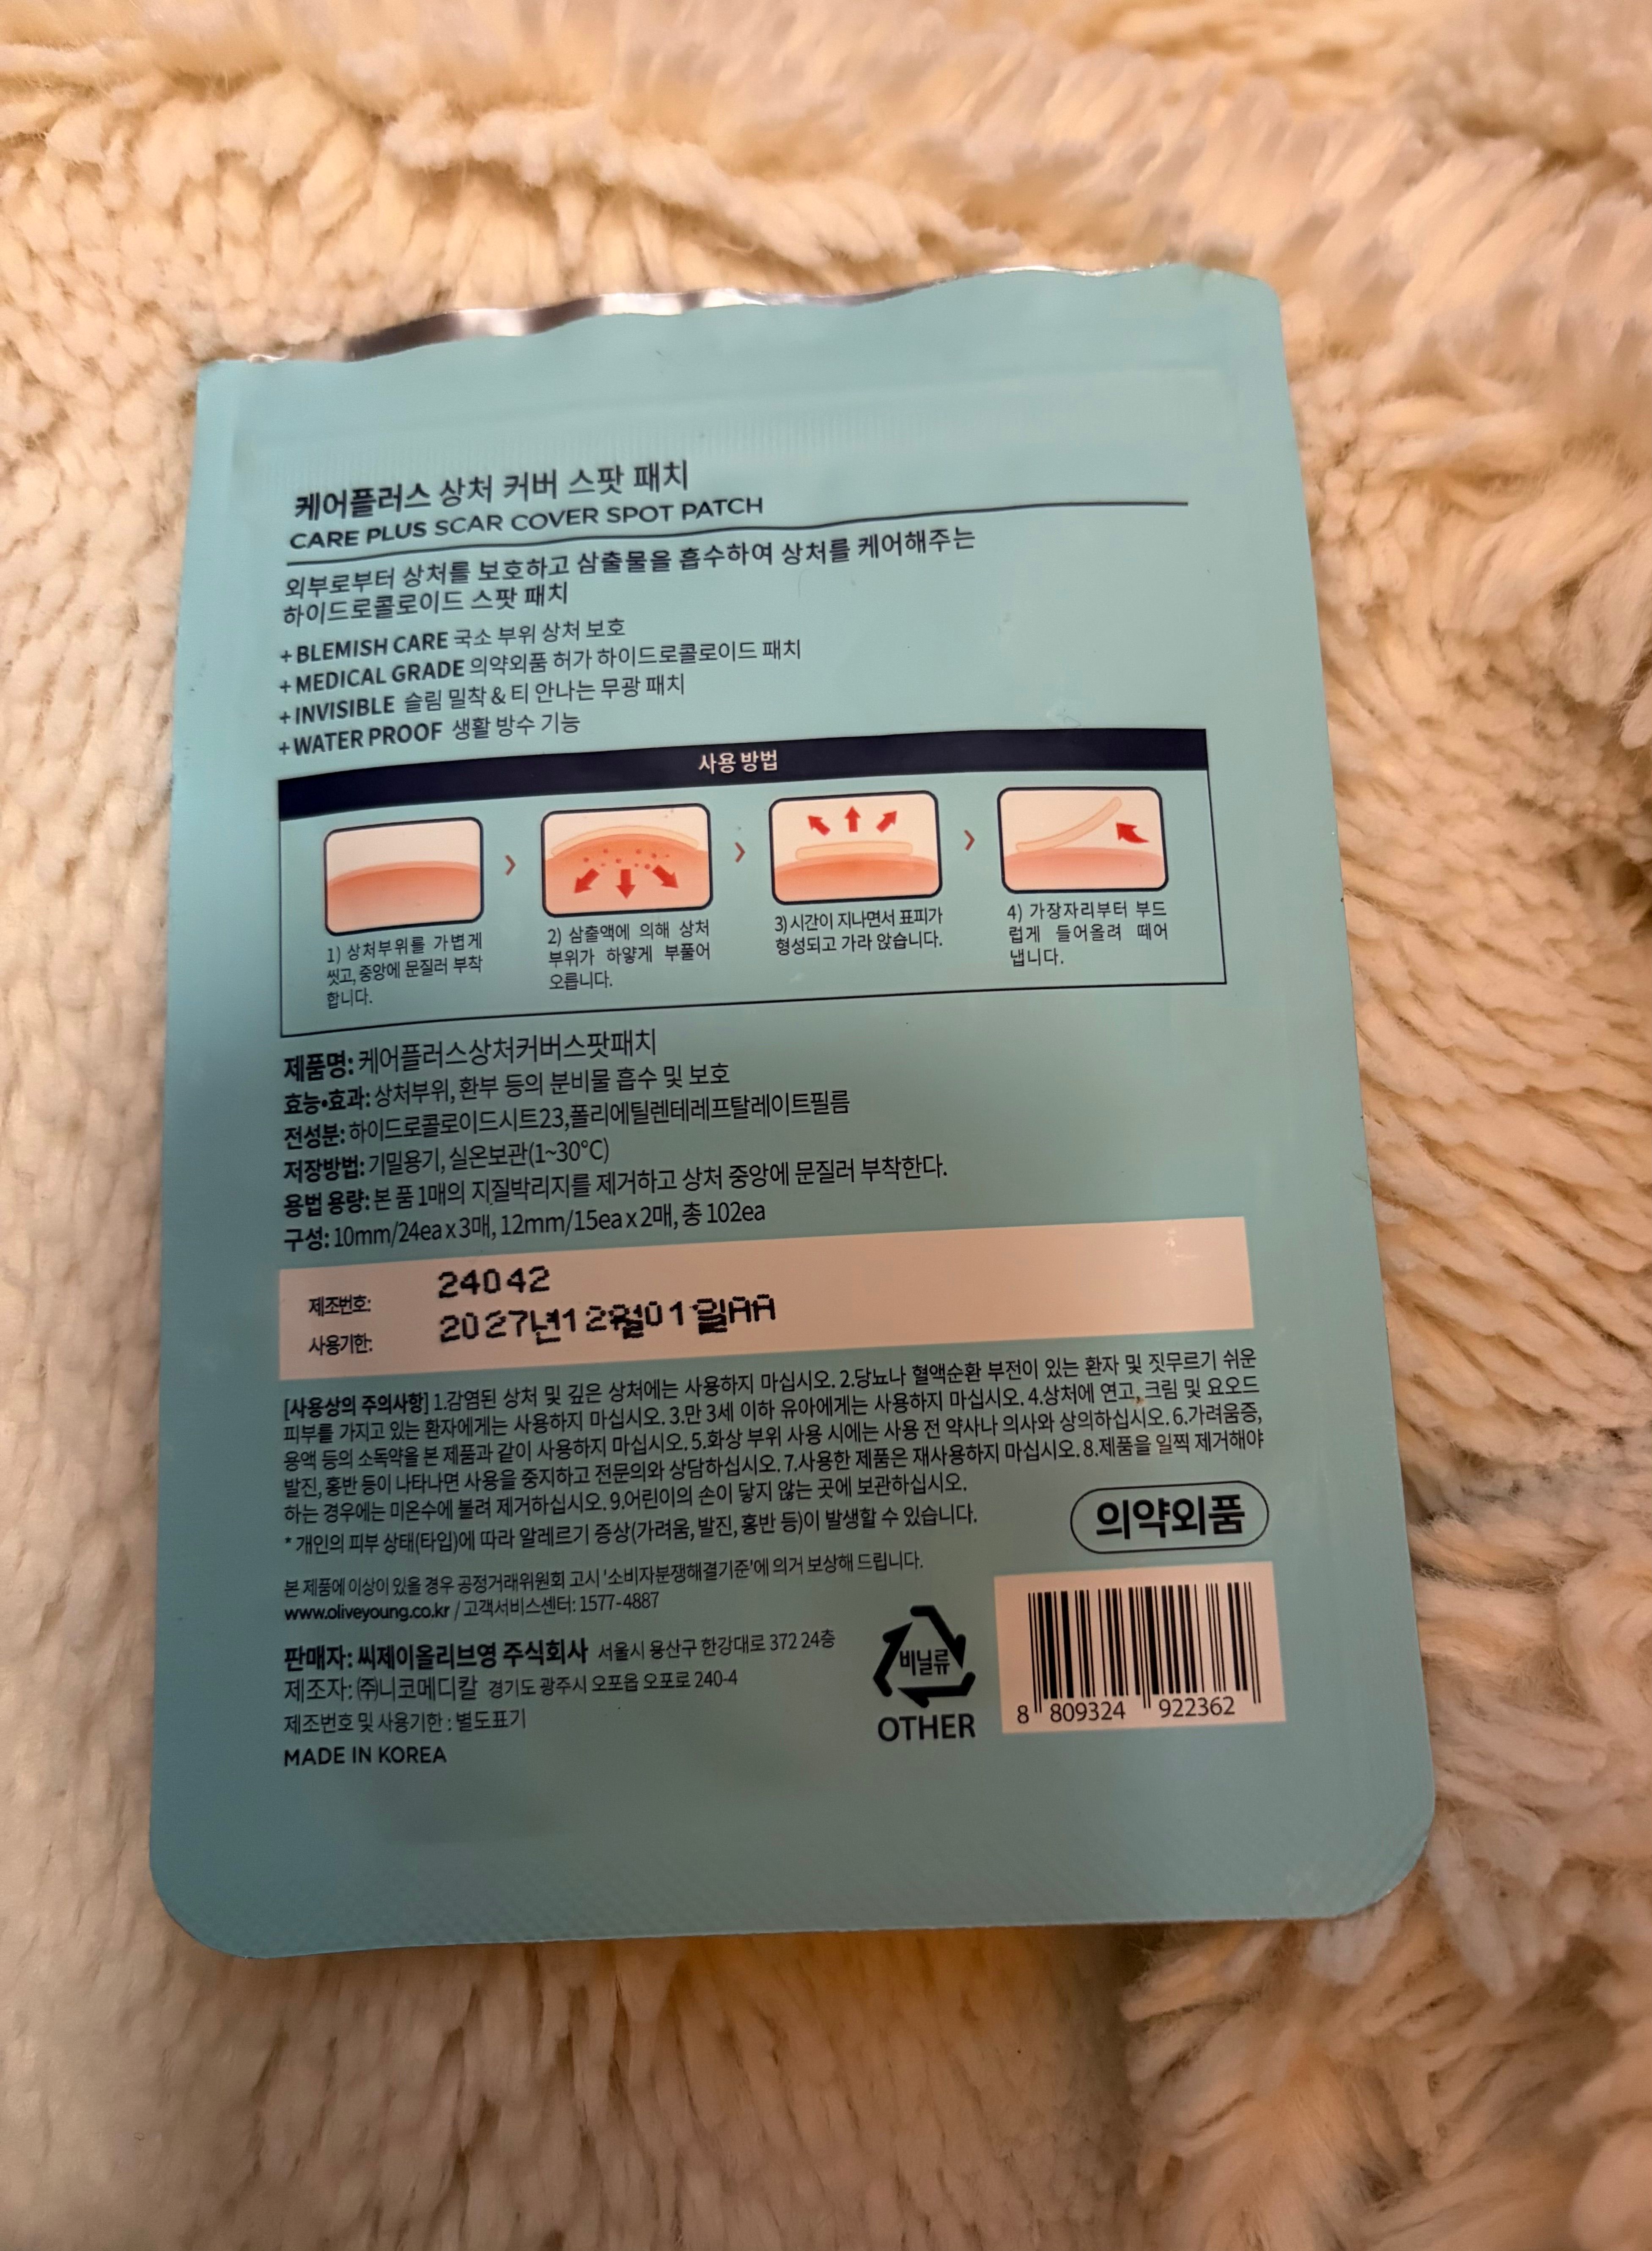 케어플러스 상처 커버 스팟 패치
CARE PLUS SCAR COVER SPOT PATCH
외부로부터 상처를 보호하고 삼출물을 흡수하여 상처를 케어해주는
하이드로콜로이드 스팟 패치
+ BLEMISH CARE 국소 부위 상처 보호
+ MEDICAL GRADE 의약외품 허가 하이드로콜로이드 패치
+ INVISIBLE 슬림 밀착 & 티 안나는 무광 패치
+ WATER PROOF 생활 방수 기능
사용 방법
1) 상처부위를 가볍게
씻고, 중앙에 문질러 부착
합니다.
2) 삼출액에 의해 상처
부위가 하얗게 부풀어
오릅니다.
3) 시간이 지나면서 표피가
형성되고 가라 앉습니다.
4) 가장자리부터 부드
럽게 들어올려 떼어
냅니다.
제품명: 케어플러스상처커버스팟패치
효능•효과: 상처부위, 환부 등의 분비물 흡수 및 보호
전성분: 하이드로콜로이드시트23,폴리에틸렌테레프탈레이트필름
저장방법: 기밀용기, 실온보관(1~30°C)
용법 용량: 본 품 1매의 지질박리지를 제거하고 상처 중앙에 문질러 부착한다.
구성: 10mm/24ea x 3매, 12mm/15ea x 2매, 총 102ea
제조번호: 24042
사용기한: 2027년12월01일AA
[사용상의 주의사항] 1.감염된 상처 및 깊은 상처에는 사용하지 마십시오. 2.당뇨나 혈액순환 부전이 있는 환자 및 짓무르기 쉬운
피부를 가지고 있는 환자에게는 사용하지 마십시오. 3.만 3세 이하 유아에게는 사용하지 마십시오. 4.상처에 연고, 크림 및 요오드
용액 등의 소독약을 본 제품과 같이 사용하지 마십시오. 5.화상 부위 사용 시에는 사용 전 약사나 의사와 상의하십시오. 6.가려움증,
발진, 홍반 등이 나타나면 사용을 중지하고 전문의와 상담하십시오. 7.사용한 제품은 재사용하지 마십시오. 8.제품을 일찍 제거해야
하는 경우에는 미온수에 불려 제거하십시오. 9.어린이의 손이 닿지 않는 곳에 보관하십시오.
* 개인의 피부 상태(타입)에 따라 알레르기 증상(가려움, 발진, 홍반 등)이 발생할 수 있습니다.
의약외품
본 제품에 이상이 있을 경우 공정거래위원회 고시 '소비자분쟁해결기준'에 의거 보상해 드립니다.
www.oliveyoung.co.kr / 고객서비스센터: 1577-4887
판매자: 씨제이올리브영 주식회사 서울시 용산구 한강대로 372 24층
제조자: ㈜니코메디칼 경기도 광주시 오포읍 오포로 240-4
제조번호 및 사용기한 : 별도표기
MADE IN KOREA
비닐류
OTHER
8 809324 922362